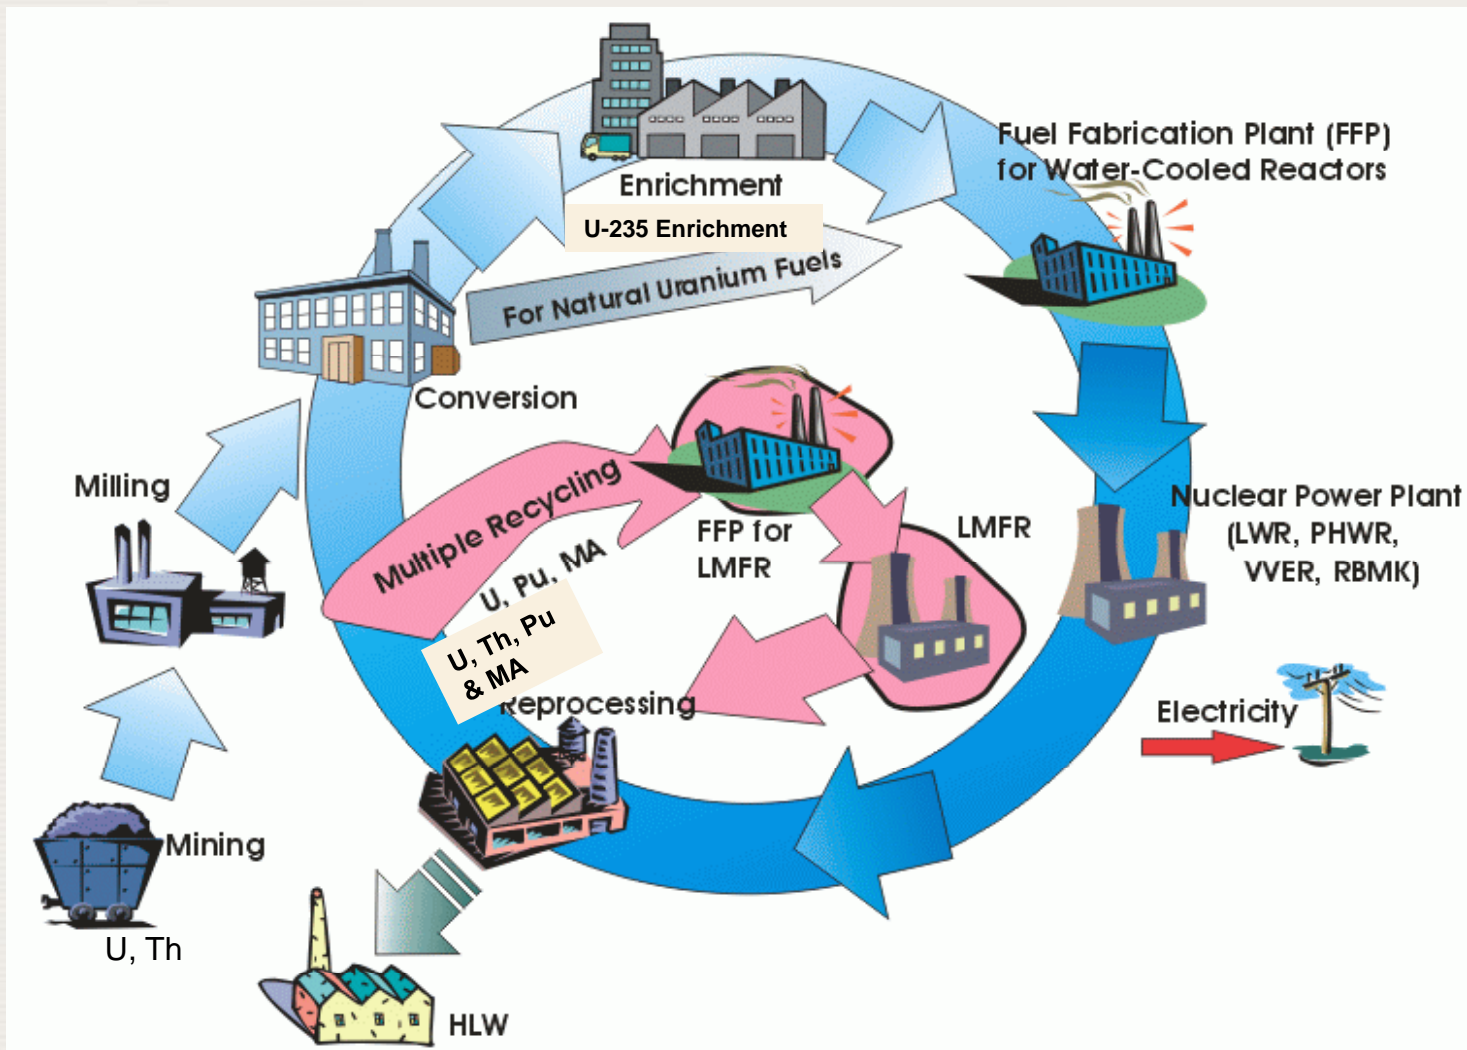 Fuel Fabrication Plant (FFP)
for Water-Cooled Reactors
Enrichment
U-235 Enrichment
For Natural Uranium Fuels
Conversion
Milling
Multiple Recycling
U, Pu, MA
U, Th, Pu
& MA
FFP for
LMFR
LMFR
Nuclear Power Plant
(LWR, PHWR,
VVER, RBMK)
Reprocessing
Electricity
Mining
U, Th
HLW